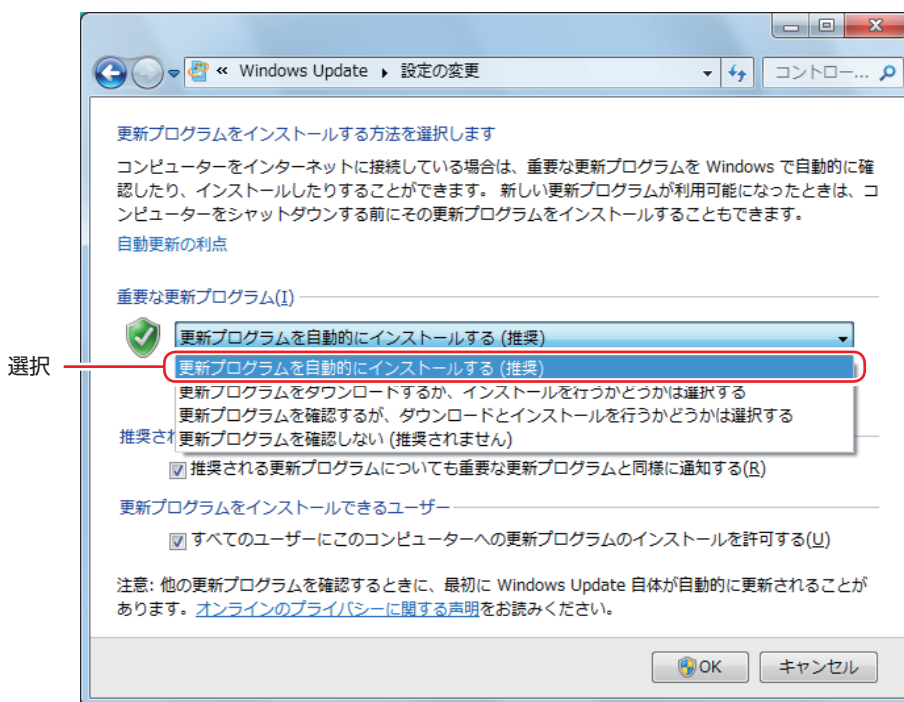 « Windows Update ▸ 設定の変更
コントロー...
更新プログラムをインストールする方法を選択します
コンピューターをインターネットに接続している場合は、重要な更新プログラムを Windows で自動的に確
認したり、インストールしたりすることができます。 新しい更新プログラムが利用可能になったときは、コ
ンピューターをシャットダウンする前にその更新プログラムをインストールすることもできます。
自動更新の利点
重要な更新プログラム(I)
更新プログラムを自動的にインストールする (推奨)
選択
更新プログラムを自動的にインストールする (推奨)
更新プログラムをダウンロードするが、インストールを行うかどうかは選択する
更新プログラムを確認するが、ダウンロードとインストールを行うかどうかは選択する
推奨され
更新プログラムを確認しない (推奨されません)
推奨される更新プログラムについても重要な更新プログラムと同様に通知する(R)
更新プログラムをインストールできるユーザー
すべてのユーザーにこのコンピューターへの更新プログラムのインストールを許可する(U)
注意: 他の更新プログラムを確認するときに、最初に Windows Update 自体が自動的に更新されることが
あります。オンラインのプライバシーに関する声明をお読みください。
OK
キャンセル